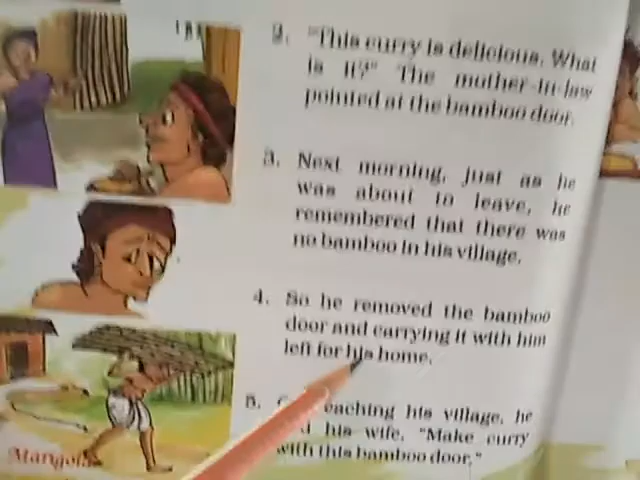 2. "This curry is delicious. What
is it?" The mother-in-law
pointed at the bamboo door.
3. Next morning, just as he
was about to leave, he
remembered that there was
no bamboo in his village.
4. So he removed the bamboo
door and carrying it with him
left for his home.
5. reaching his village, he
his wife, "Make curry
with this bamboo door."
Marigold